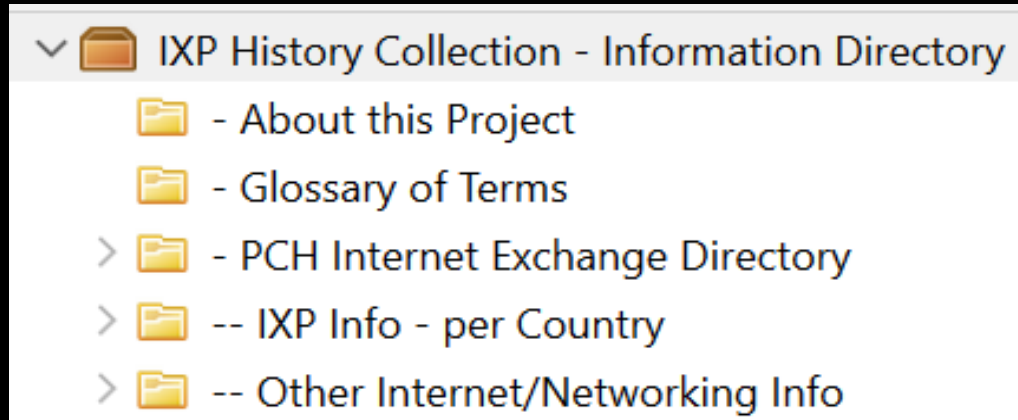 IXP History Collection - Information Directory
- About this Project
- Glossary of Terms
- PCH Internet Exchange Directory
-- IXP Info - per Country
-- Other Internet/Networking Info